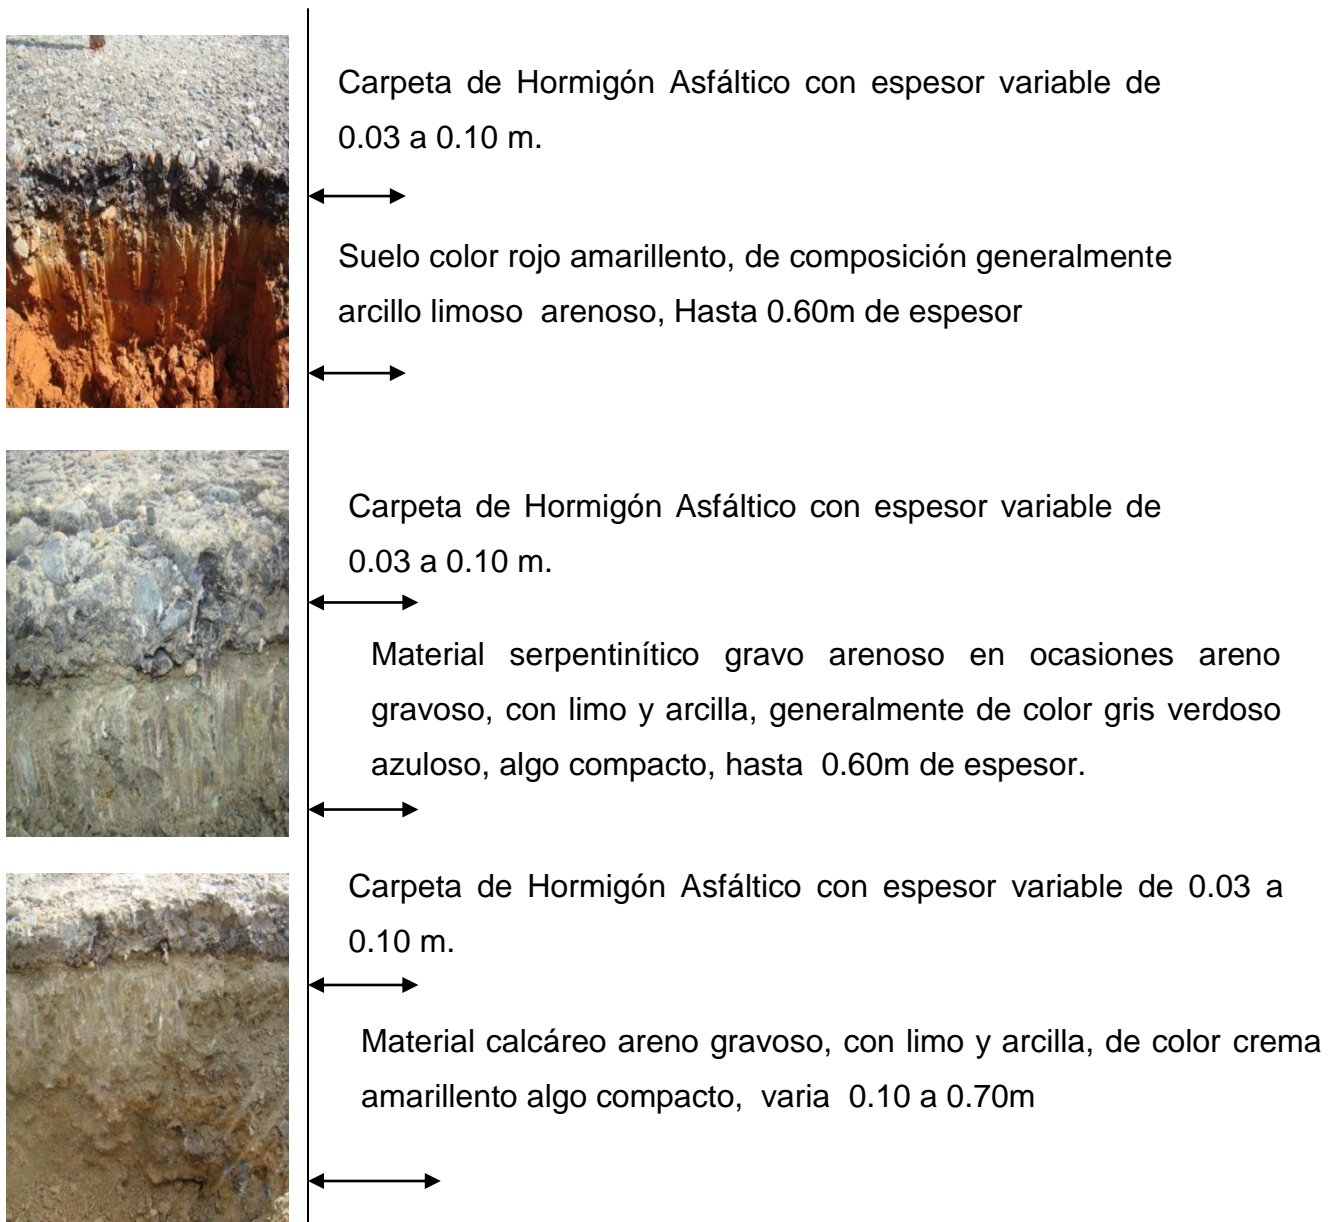 Carpeta de Hormigón Asfáltico con espesor variable de
0.03 a 0.10 m.
Suelo color rojo amarillento, de composición generalmente
arcillo limoso arenoso, Hasta 0.60m de espesor
Carpeta de Hormigón Asfáltico con espesor variable de
0.03 a 0.10 m.
Material serpentinítico gravo arenoso en ocasiones areno
gravoso, con limo y arcilla, generalmente de color gris verdoso
azuloso, algo compacto, hasta 0.60m de espesor.
Carpeta de Hormigón Asfáltico con espesor variable de 0.03 a
0.10 m.
Material calcáreo areno gravoso, con limo y arcilla, de color crema
amarillento algo compacto, varia 0.10 a 0.70m